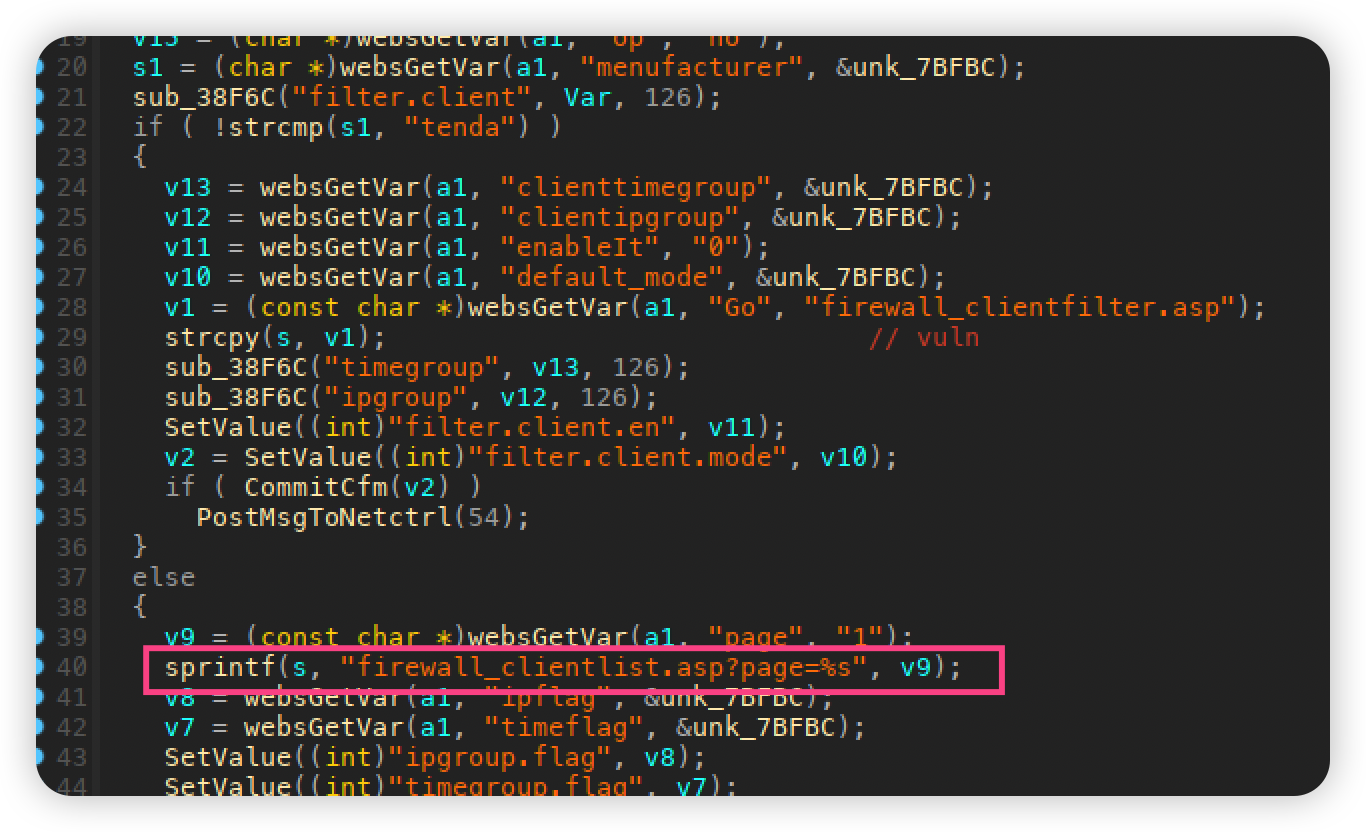 19 v15 = (char *)websGetVar(a1, "op", "no");
20 s1 = (char *)websGetVar(a1, "menufacturer", &unk_7BFBC);
21 sub_38F6C("filter.client", Var, 126);
22 if ( !strcmp(s1, "tenda") )
23 {
24 v13 = websGetVar(a1, "clienttimegroup", &unk_7BFBC);
25 v12 = websGetVar(a1, "clientipgroup", &unk_7BFBC);
26 v11 = websGetVar(a1, "enableIt", "0");
27 v10 = websGetVar(a1, "default_mode", &unk_7BFBC);
28 v1 = (const char *)websGetVar(a1, "Go", "firewall_clientfilter.asp");
29 strcpy(s, v1); // vuln
30 sub_38F6C("timegroup", v13, 126);
31 sub_38F6C("ipgroup", v12, 126);
32 SetValue((int)"filter.client.en", v11);
33 v2 = SetValue((int)"filter.client.mode", v10);
34 if ( CommitCfm(v2) )
35 PostMsgToNetctrl(54);
36 }
37 else
38 {
39 v9 = (const char *)websGetVar(a1, "page", "1");
40 sprintf(s, "firewall_clientlist.asp?page=%s", v9);
41 v8 = websGetVar(a1, "ipflag", &unk_7BFBC);
42 v7 = websGetVar(a1, "timeflag", &unk_7BFBC);
43 SetValue((int)"ipgroup.flag", v8);
44 SetValue((int)"timegroup.flag", v7);